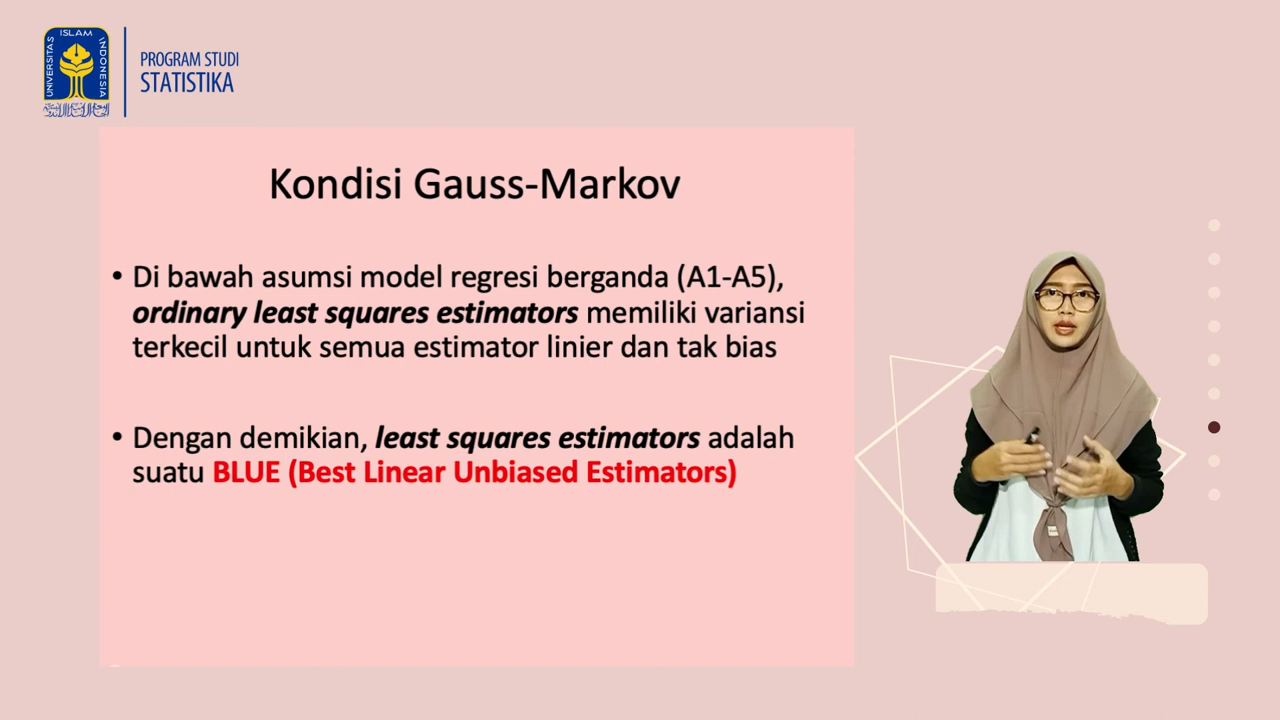 UNIVERSITAS ISLAM INDONESIA
PROGRAM STUDI
STATISTIKA
Kondisi Gauss-Markov
• Di bawah asumsi model regresi berganda (A1-A5),
ordinary least squares estimators memiliki variansi
terkecil untuk semua estimator linier dan tak bias
• Dengan demikian, least squares estimators adalah
suatu BLUE (Best Linear Unbiased Estimators)